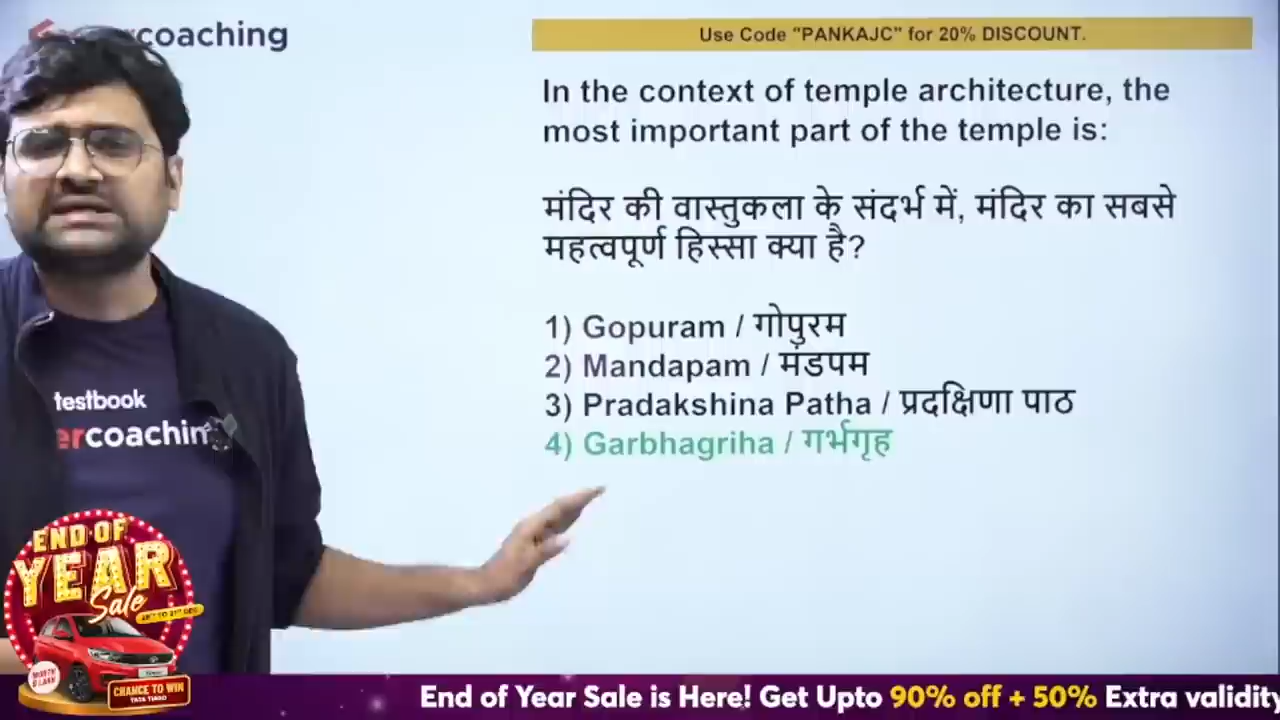 coaching
Use Code "PANKAJC" for 20% DISCOUNT.
In the context of temple architecture, the
most important part of the temple is:
मंदिर की वास्तुकला के संदर्भ में, मंदिर का सबसे
महत्वपूर्ण हिस्सा क्या है?
1) Gopuram / गोपुरम
2) Mandapam / मंडपम
3) Pradakshina Patha / प्रदक्षिणा पाठ
4) Garbhagriha / गर्भगृह
testbook
ercoachin
END OF
YEAR
Sale
CHANCE TO WIN
TATA TIAGO
End of Year Sale is Here! Get Upto 90% off + 50% Extra validity